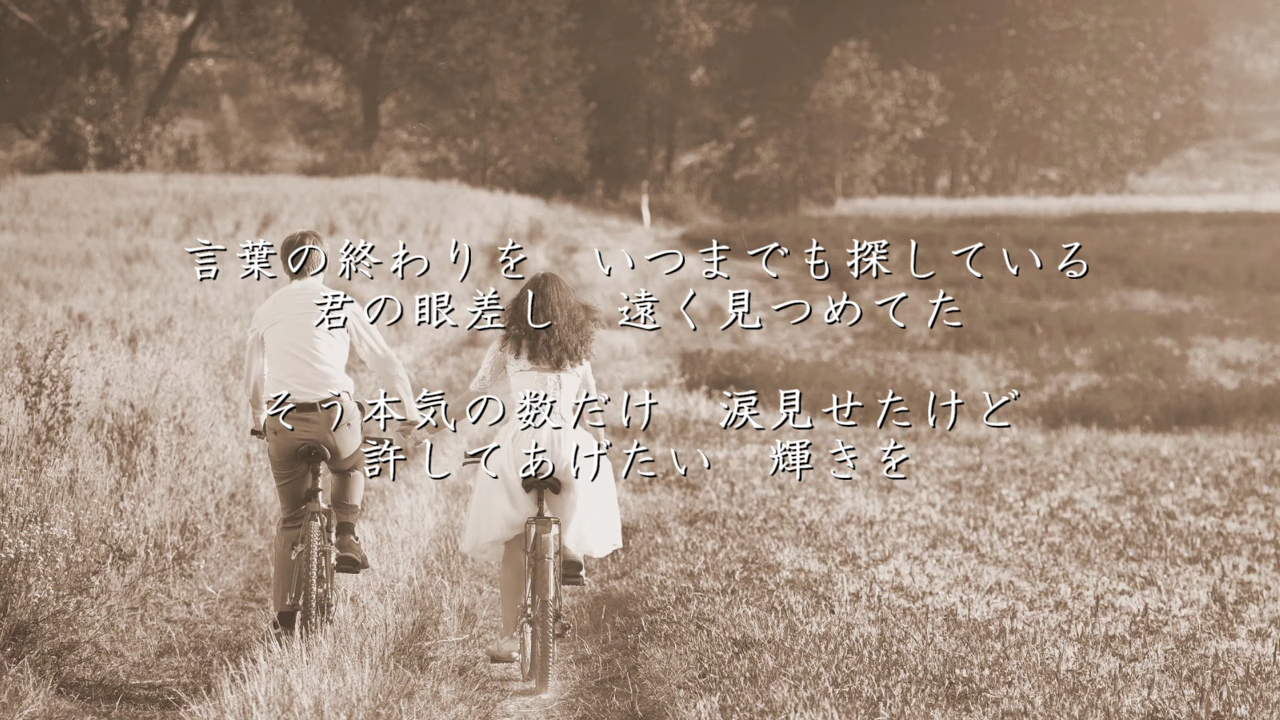 言葉の終わりを　いつまでも探している
君の眼差し　遠く見つめてた
そう本気の数だけ　涙見せたけど
許してあげたい　輝きを